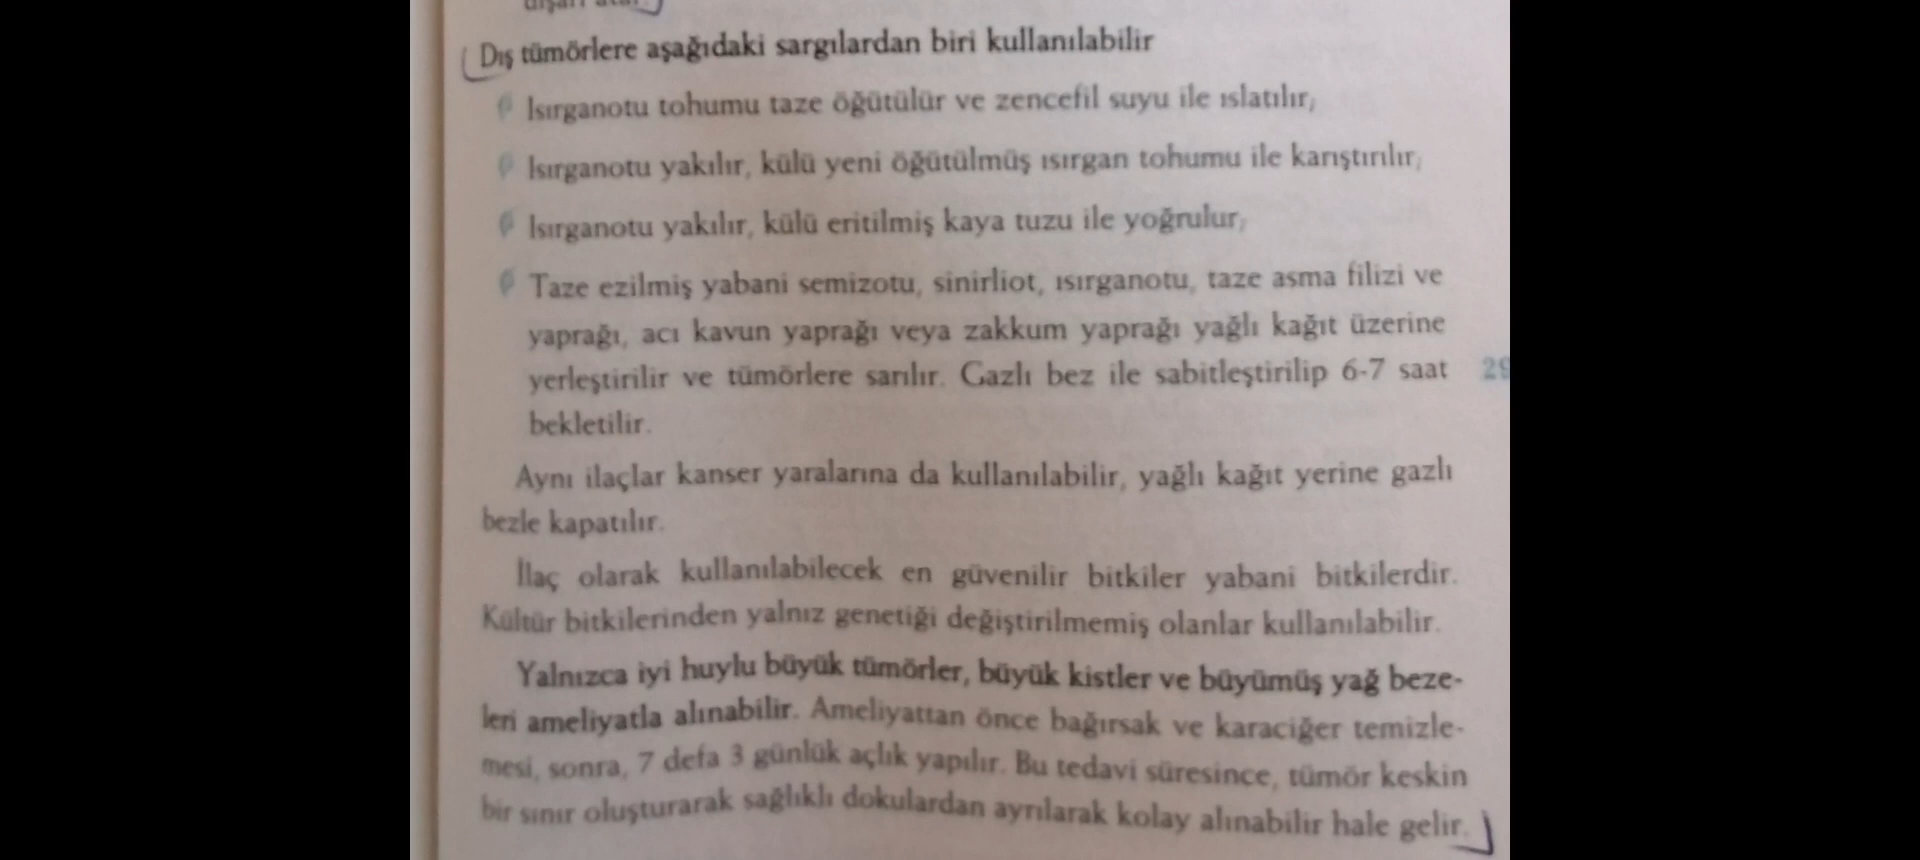 Dış tümörlere aşağıdaki sargılardan biri kullanılabilir
Isırganotu tohumu taze öğütülür ve zencefil suyu ile ıslatılır,
Isırganotu yakılır, külü yeni öğütülmüş ısırgan tohumu ile karıştırılır,
Isırganotu yakılır, külü eritilmiş kaya tuzu ile yoğrulur,
Taze ezilmiş yabani semizotu, sinirliot, ısırganotu, taze asma filizi ve
yaprağı, acı kavun yaprağı veya zakkum yaprağı yağlı kağıt üzerine
yerleştirilir ve tümörlere sarılır. Gazlı bez ile sabitleştirilip 6-7 saat
bekletilir.
Aynı ilaçlar kanser yaralarına da kullanılabilir, yağlı kağıt yerine gazlı
bezle kapatılır.
İlaç olarak kullanılabilecek en güvenilir bitkiler yabani bitkilerdir.
Kültür bitkilerinden yalnız genetiği değiştirilmemiş olanlar kullanılabilir.
Yalnızca iyi huylu büyük tümörler, büyük kistler ve büyümüş yağ beze-
leri ameliyatla alınabilir. Ameliyattan önce bağırsak ve karaciğer temizle-
mesi, sonra, 7 defa 3 günlük açlık yapılır. Bu tedavi süresince, tümör keskin
bir sınır oluşturarak sağlıklı dokulardan ayrılarak kolay alınabilir hale gelir.